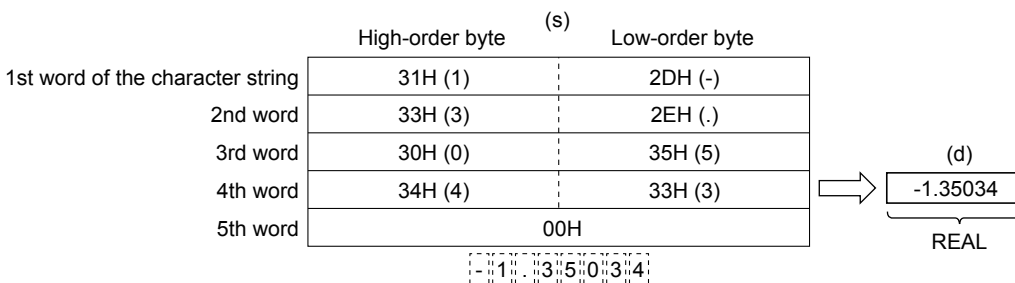 (s)
High-order byte Low-order byte
1st word of the character string 31H (1) 2DH (-)
2nd word 33H (3) 2EH (.)
3rd word 30H (0) 35H (5) (d)
4th word 34H (4) 33H (3) -1.35034
5th word 00H REAL
- 1 . 3 5 0 3 4